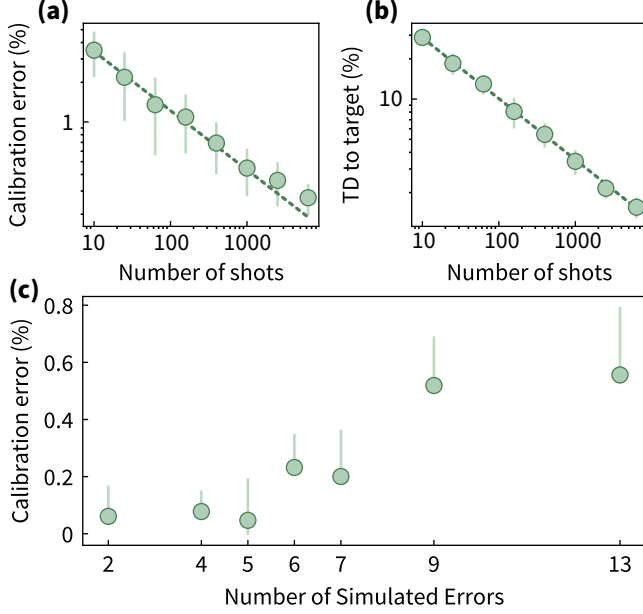 (a)
Calibration error (%)
1
10 100 1000
Number of shots
(b)
TD to target (%)
10
10 100 1000
Number of shots
(c)
Calibration error (%)
0.8
0.6
0.4
0.2
0
2 4 5 6 7 9 13
Number of Simulated Errors